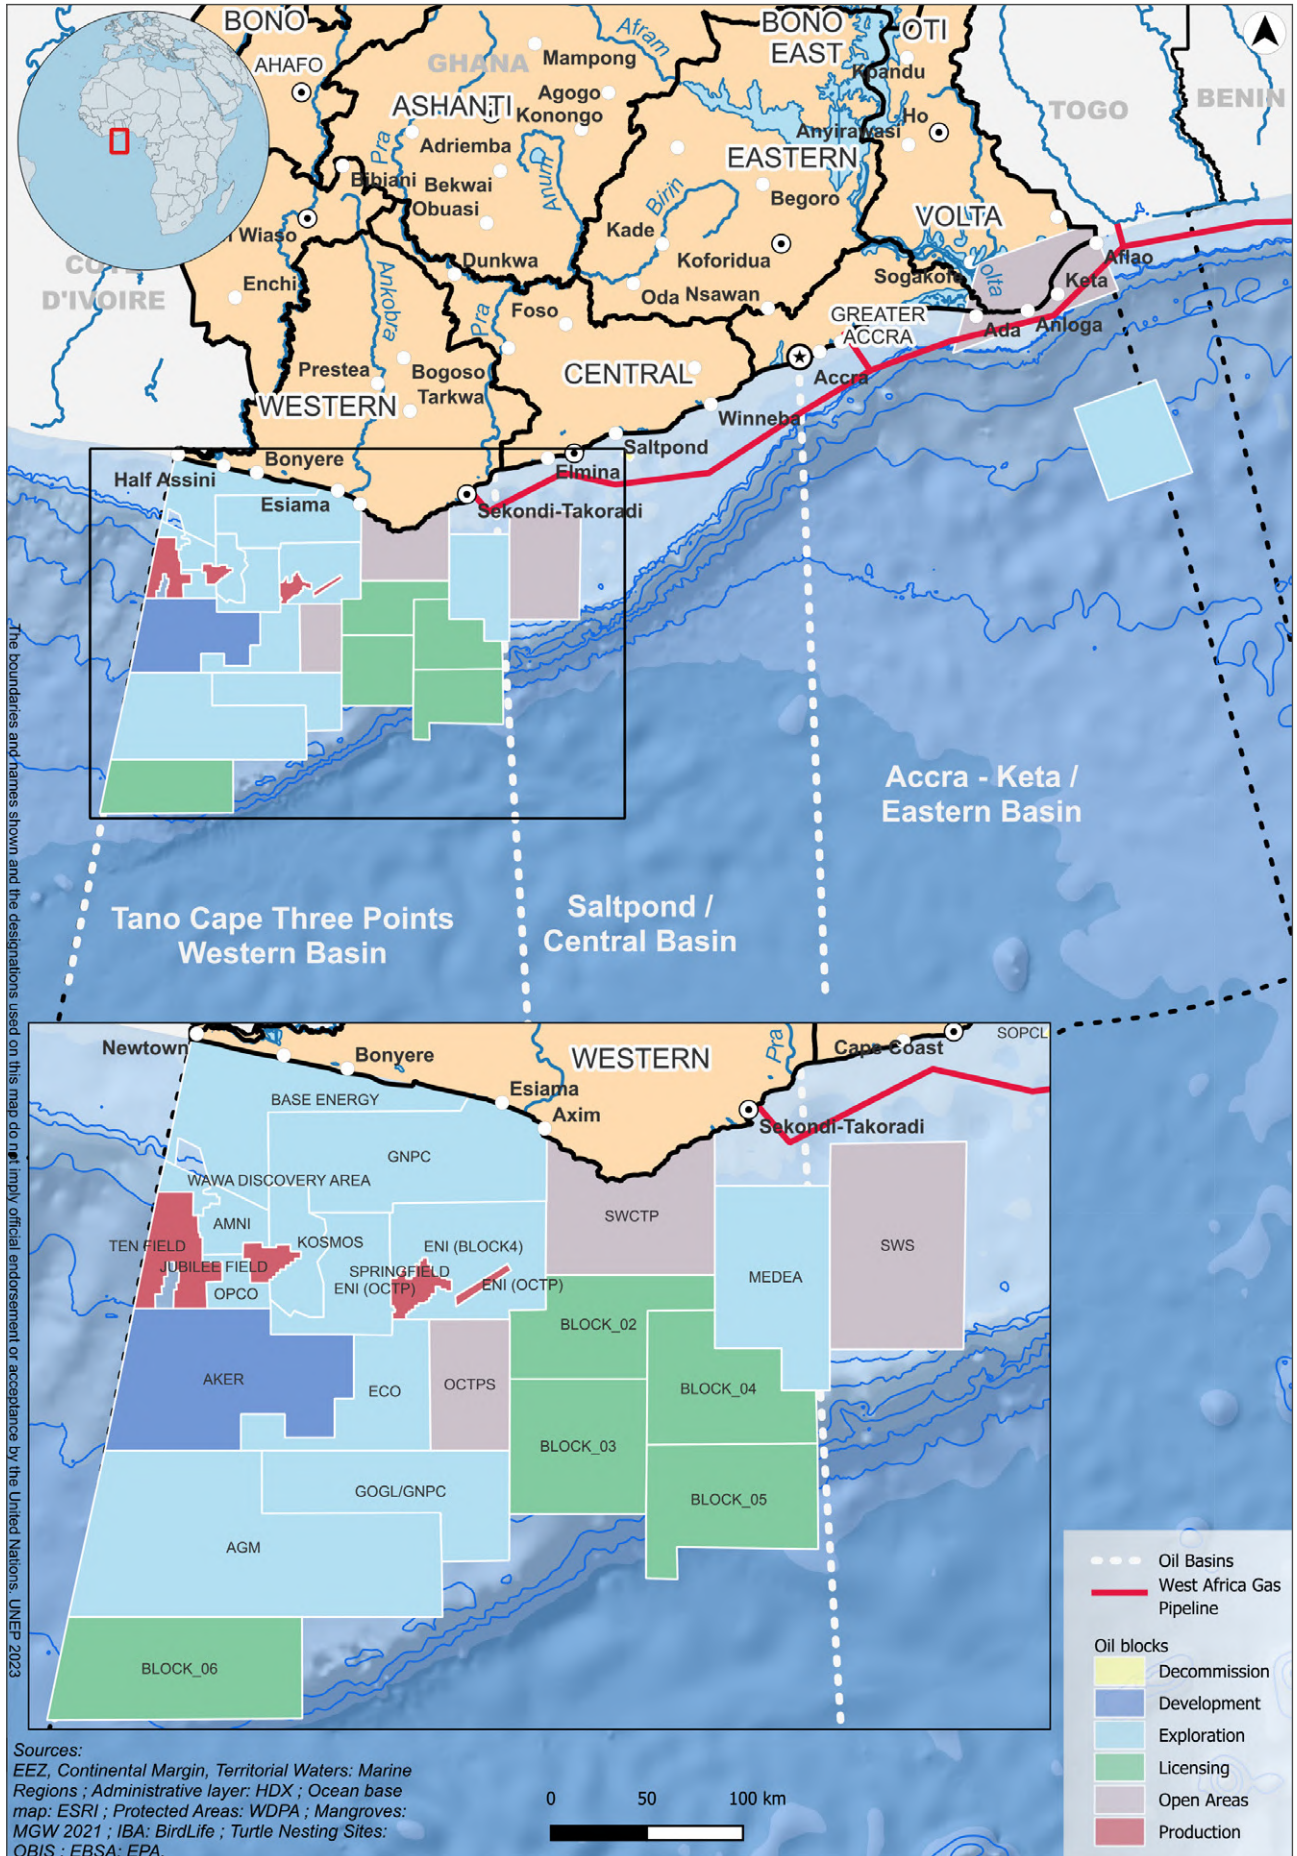 BONO
BONO
EAST
OTI
AHAFO
GHANA
Afram
Mampong
Kpandu
TOGO
BENIN
ASHANTI
Agogo
Konongo
Anyirawasi
Ho
Pra
Adriemba
EASTERN
Bibiani
Bekwai
Anum
Birin
Begoro
Obuasi
VOLTA
Wiaso
Kade
Koforidua
Aflao
CÔTE
D'IVOIRE
Enchi
Ankobra
Dunkwa
Sogakofe
Volta
Keta
Oda
Nsawan
Pra
Foso
GREATER
ACCRA
Ada
Anloga
Prestea
Bogoso
Tarkwa
CENTRAL
Accra
WESTERN
Winneba
Saltpond
Half Assini
Bonyere
Elmina
Esiama
Sekondi-Takoradi
Accra - Keta /
Eastern Basin
Tano Cape Three Points
Western Basin
Saltpond /
Central Basin
The boundaries and names shown and the designations used on this map do not imply official endorsement or acceptance by the United Nations. UNEP 2023
Newtown
Bonyere
WESTERN
Pra
Cape Coast
SOPCL
BASE ENERGY
Esiama
Axim
Sekondi-Takoradi
GNPC
WAWA DISCOVERY AREA
AMNI
SWCTP
TEN FIELD
KOSMOS
ENI (BLOCK4)
SWS
JUBILEE FIELD
SPRINGFIELD
MEDEA
OPCO
ENI (OCTP)
ENI (OCTP)
BLOCK_02
AKER
ECO
OCTPS
BLOCK_04
BLOCK_03
GOGL/GNPC
BLOCK_05
AGM
BLOCK_06
Oil Basins
West Africa Gas
Pipeline
Oil blocks
Decommission
Development
Exploration
Licensing
Open Areas
Production
Sources:
EEZ, Continental Margin, Territorial Waters: Marine
Regions ; Administrative layer: HDX ; Ocean base
map: ESRI ; Protected Areas: WDPA ; Mangroves:
MGW 2021 ; IBA: BirdLife ; Turtle Nesting Sites:
OBIS ; EBSA: EPA.
0 50 100 km